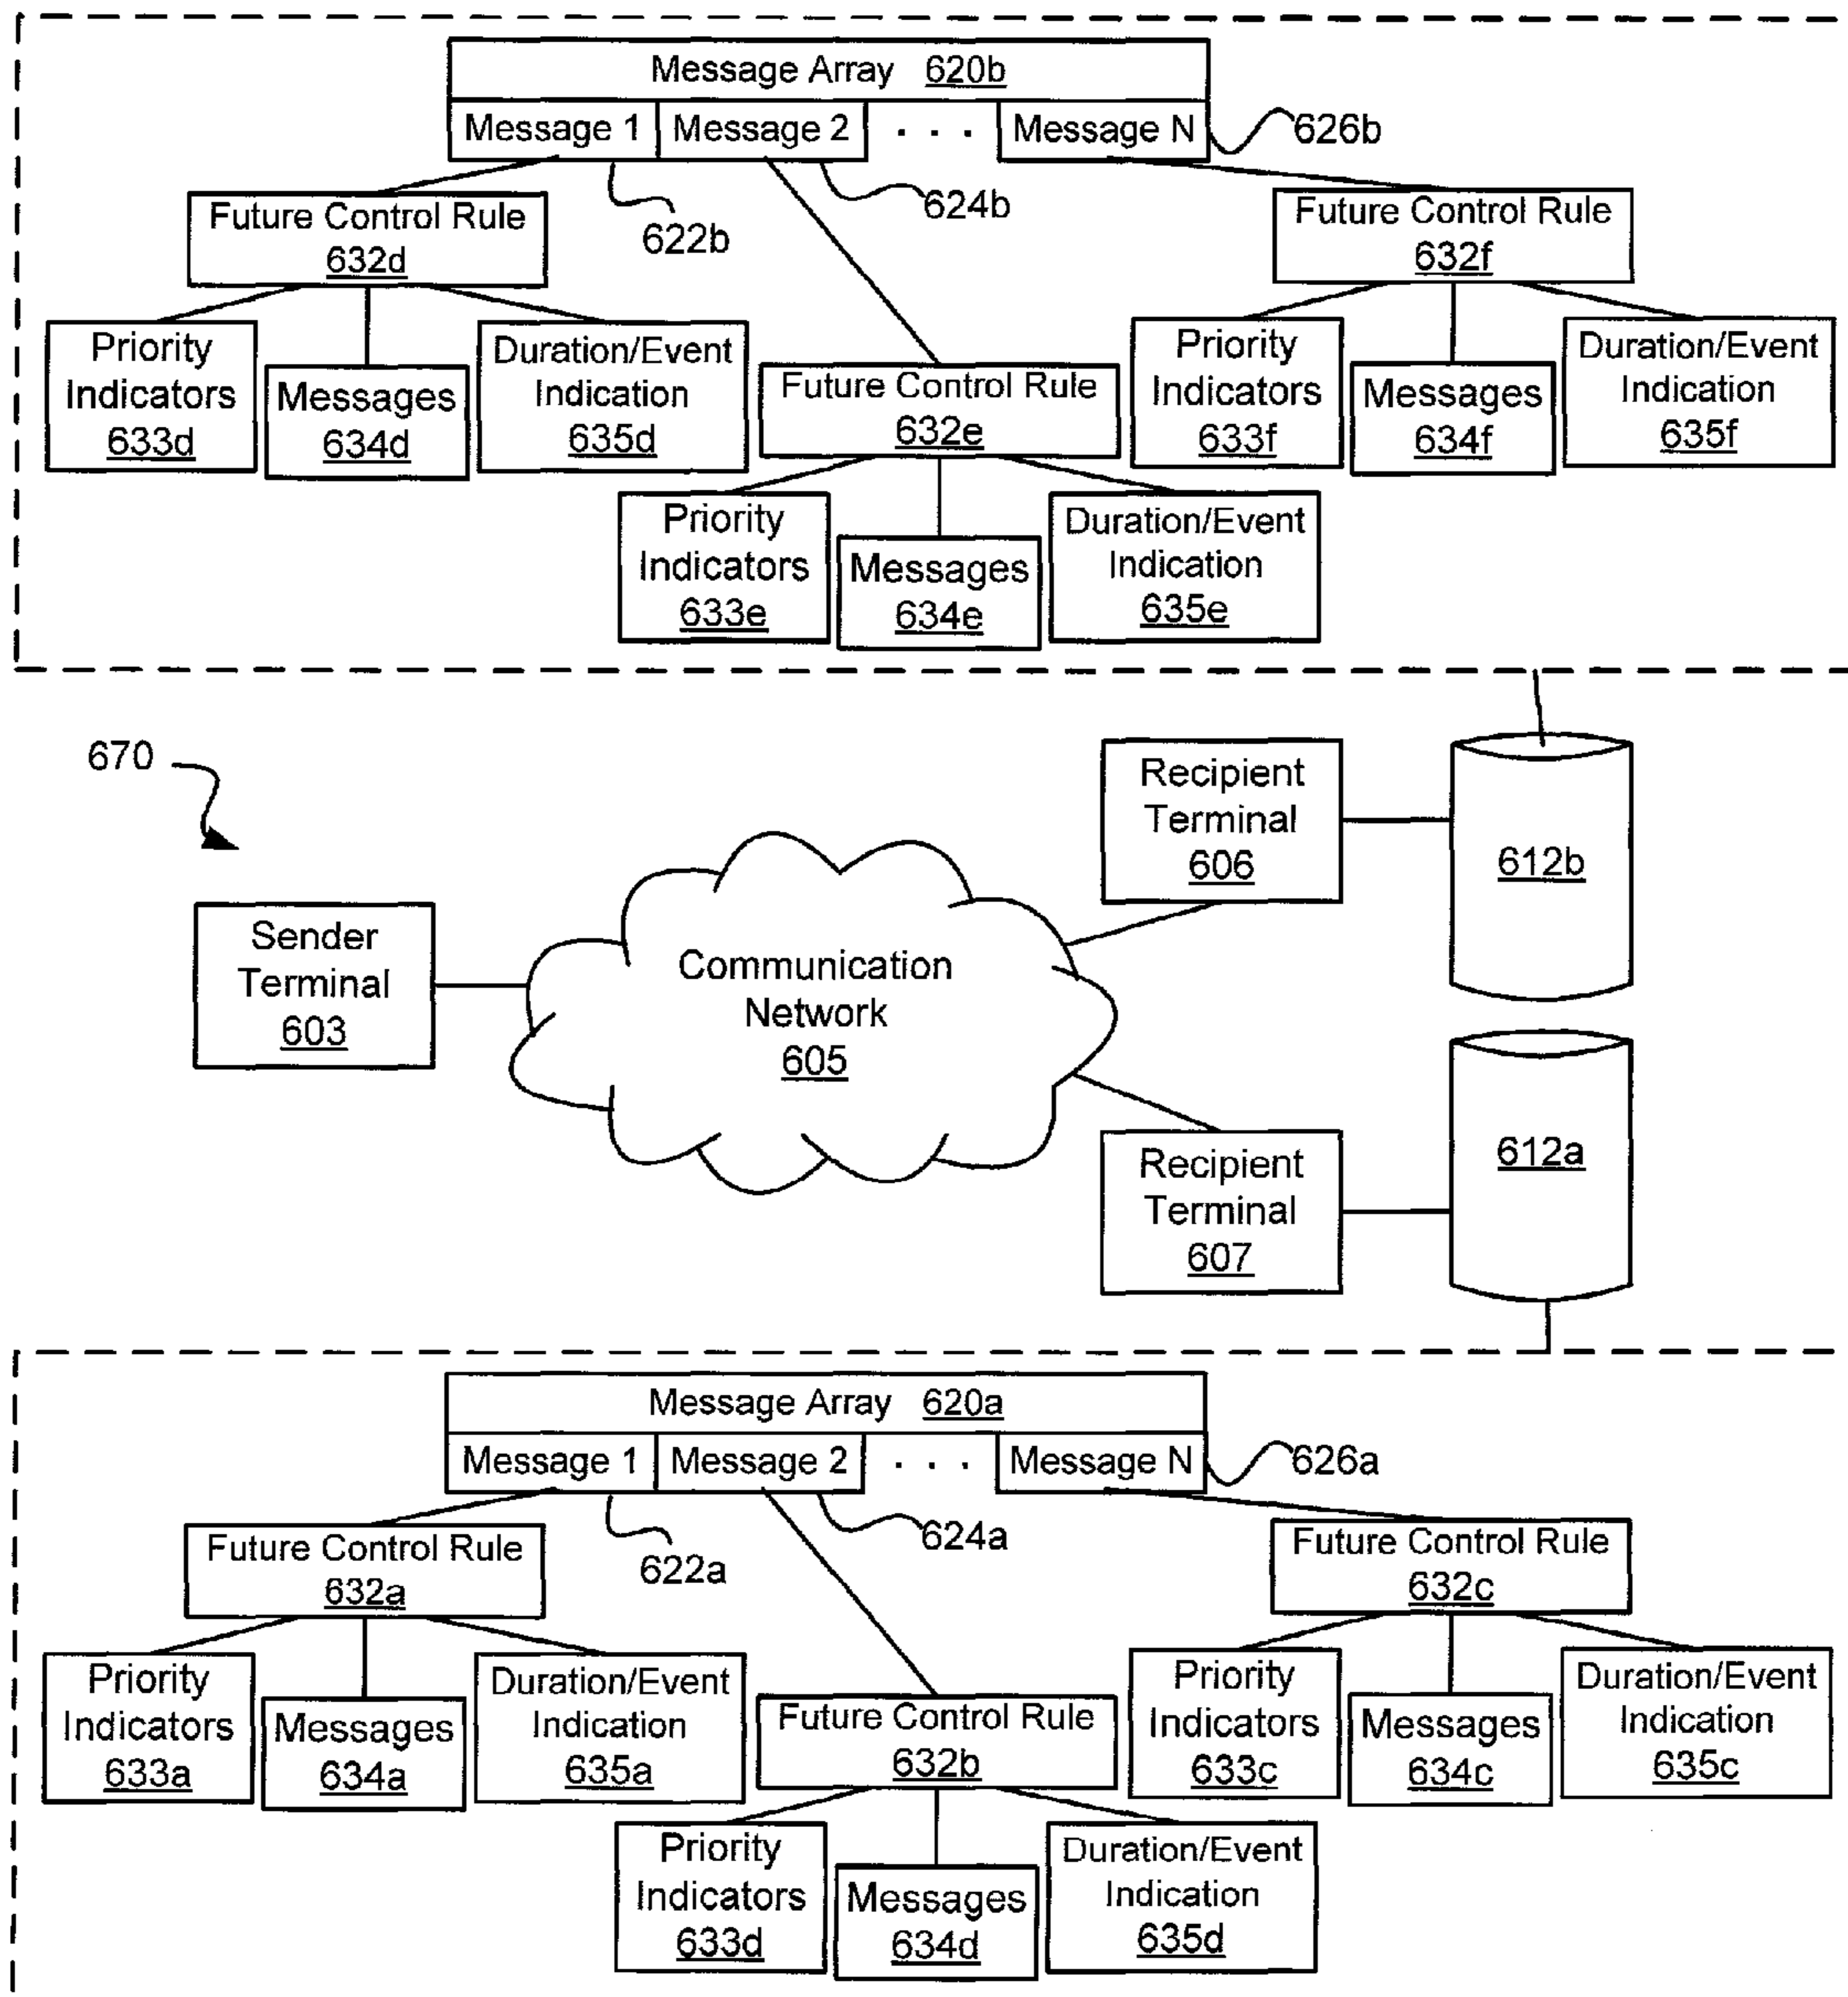 Message Array 620b
Message 1 Message 2 . . . Message N
626b
624b
622b
Future Control Rule
632d
Future Control Rule
632f
Priority
Indicators
633d
Messages
634d
Duration/Event
Indication
635d
Future Control Rule
632e
Priority
Indicators
633f
Messages
634f
Duration/Event
Indication
635f
Priority
Indicators
633e
Messages
634e
Duration/Event
Indication
635e
670
Recipient
Terminal
606
612b
Sender
Terminal
603
Communication
Network
605
Recipient
Terminal
607
612a
Message Array 620a
Message 1 Message 2 . . . Message N
626a
624a
622a
Future Control Rule
632a
Future Control Rule
632c
Priority
Indicators
633a
Messages
634a
Duration/Event
Indication
635a
Future Control Rule
632b
Priority
Indicators
633c
Messages
634c
Duration/Event
Indication
635c
Priority
Indicators
633d
Messages
634d
Duration/Event
Indication
635d